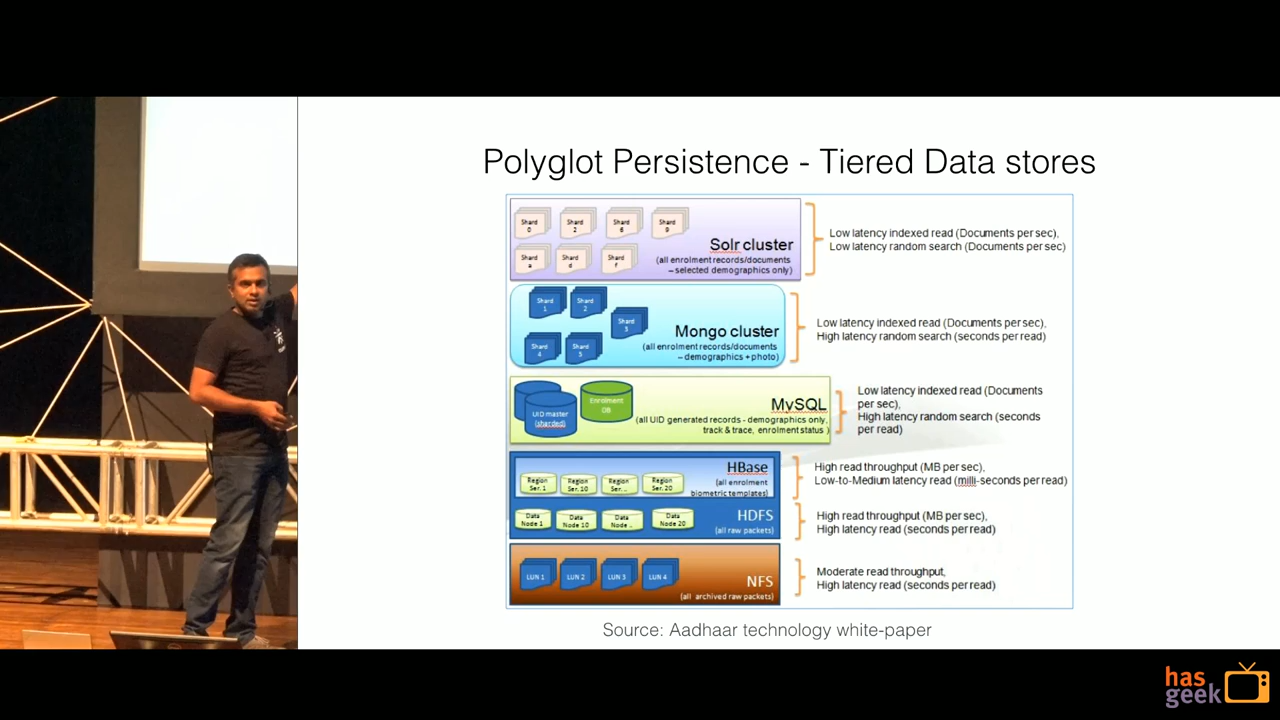 Polyglot Persistence - Tiered Data stores
Shard 0
Shard 2
Shard 6
Shard 9
Shard a
Shard d
Shard f
Solr cluster
(all enrolment records/documents
– selected demographics only)
Low latency indexed read (Documents per sec),
Low latency random search (Documents per sec)
Shard 1
Shard 2
Shard 3
Shard 4
Shard 5
Mongo cluster
(all enrolment records/documents
– demographics + photo)
Low latency indexed read (Documents per sec),
High latency random search (seconds per read)
UID master
(sharded)
Enrolment
DB
MySQL
(all UID generated records - demographics only,
track & trace, enrolment status )
Low latency indexed read (Documents
per sec),
High latency random search (seconds
per read)
HBase
(all enrolment
biometric templates)
Region
Ser. 1
Region
Ser. 10
Region
Ser. ..
Region
Ser. 20
High read throughput (MB per sec),
Low-to-Medium latency read (milli-seconds per read)
Data
Node 1
Data
Node 10
Data
Node ..
Data
Node 20
HDFS
(all raw packets)
High read throughput (MB per sec),
High latency read (seconds per read)
LUN 1
LUN 2
LUN 3
LUN 4
NFS
(all archived raw packets)
Moderate read throughput,
High latency read (seconds per read)
Source: Aadhaar technology white-paper
has
geek